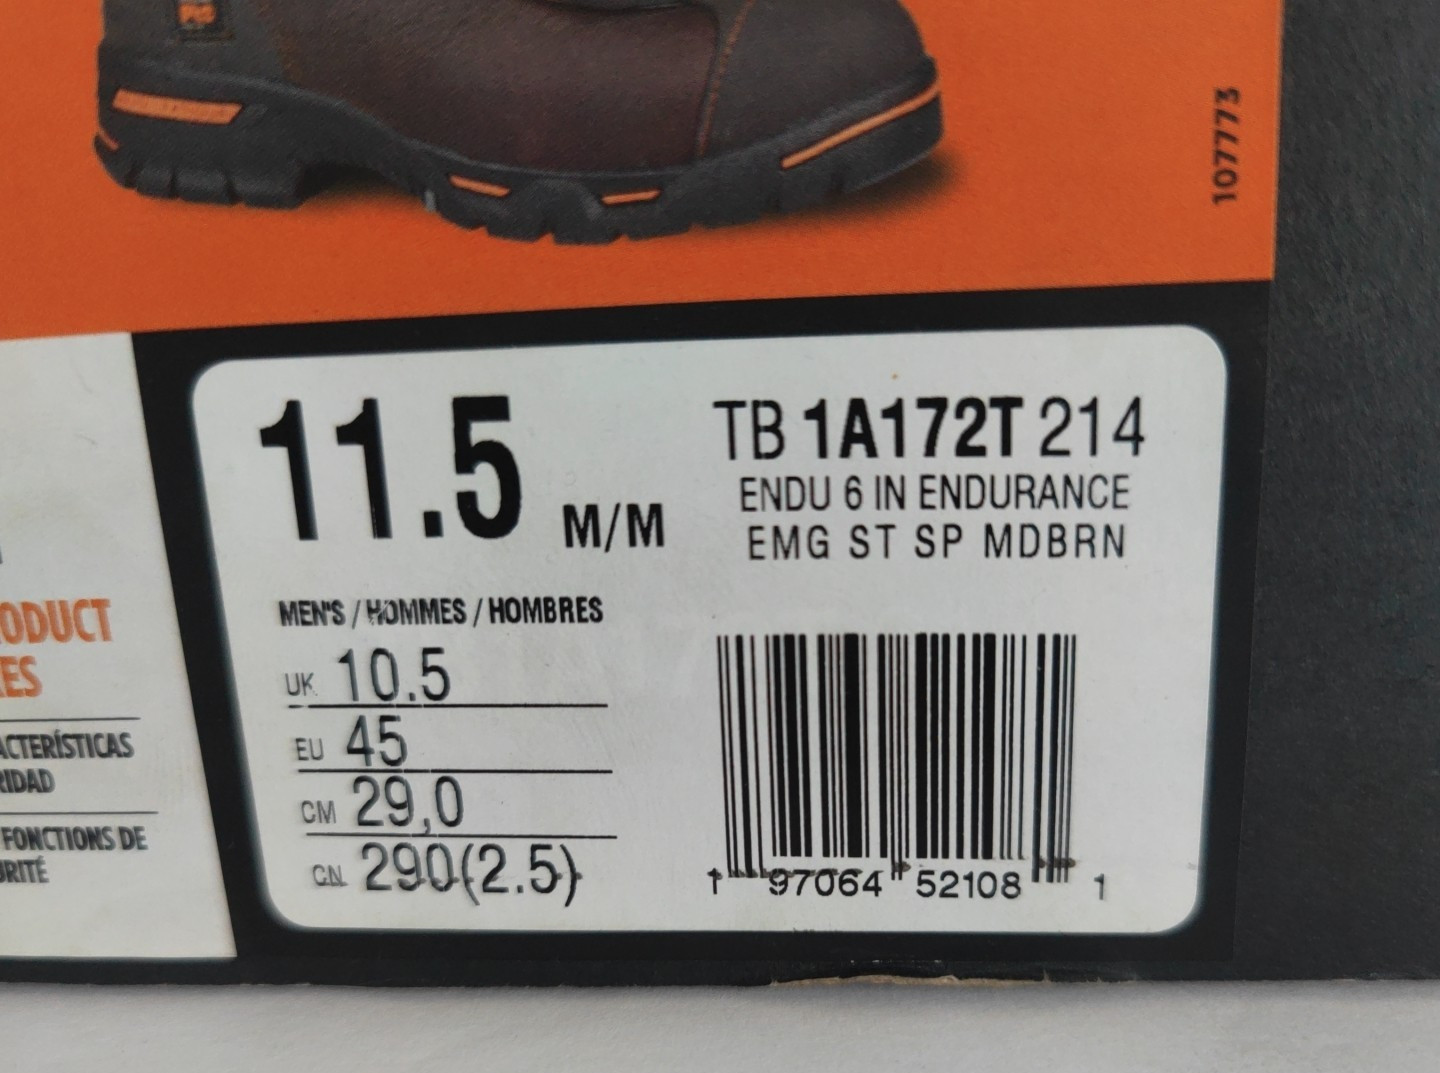 PRO
107773
11.5 M/M
MEN'S / HOMMES / HOMBRES
UK 10.5
EU 45
CM 29,0
CN 290(2.5)
TB 1A172T 214
ENDU 6 IN ENDURANCE
EMG ST SP MDBRN
1 97064 52108 1
ODUCT
ES
ACTERÍSTICAS
RIDAD
FONCTIONS DE
URITÉ